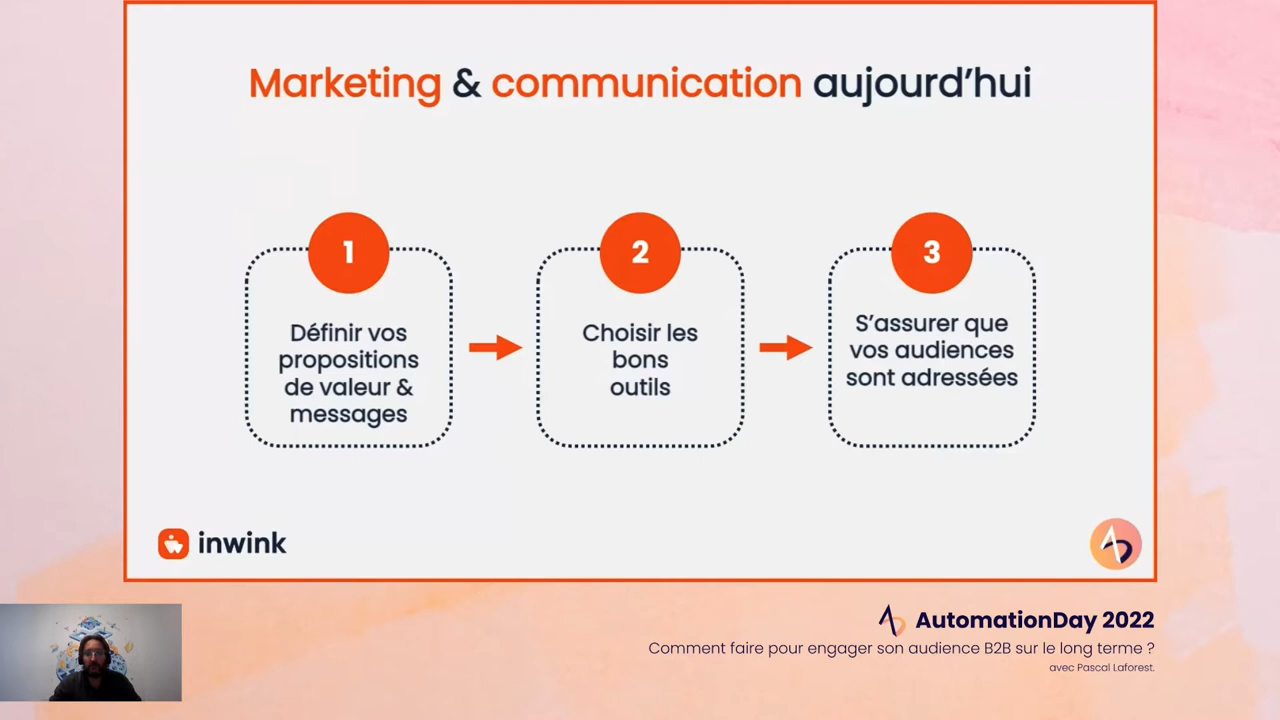 Marketing & communication aujourd'hui
1
2
3
Définir vos
propositions
de valeur &
messages
Choisir les
bons
outils
S'assurer que
vos audiences
sont adressées
inwink
AutomationDay 2022
Comment faire pour engager son audience B2B sur le long terme ?
avec Pascal Laforest.